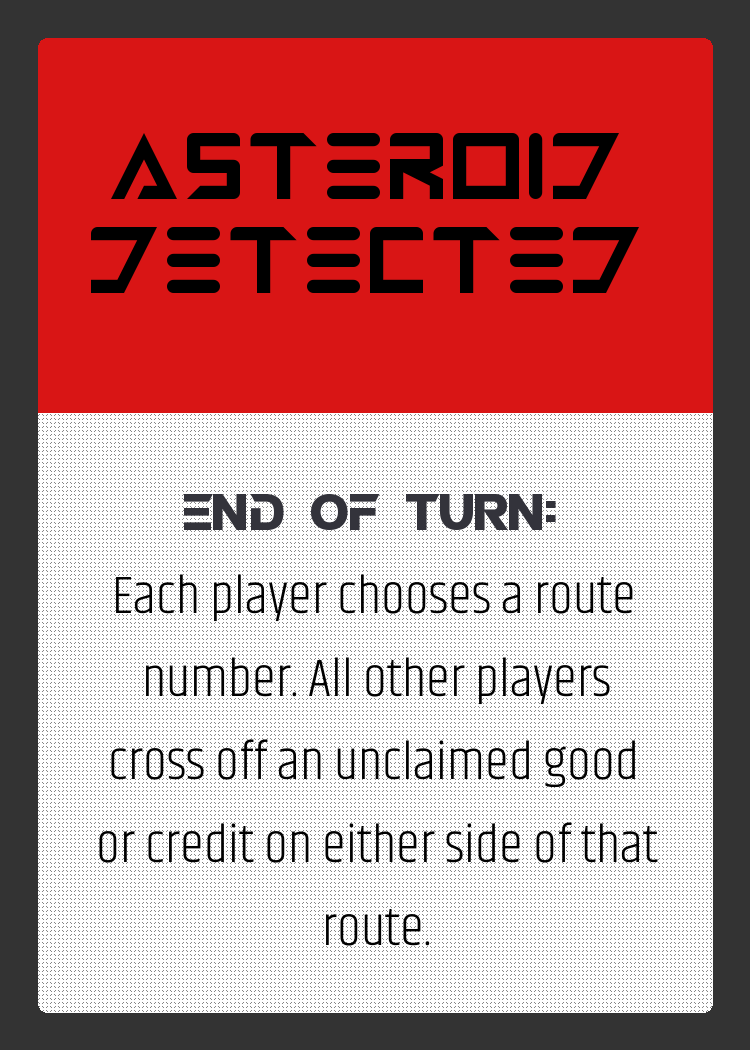 ASTEROID
DETECTED
END OF TURN:
Each player chooses a route
number. All other players
cross off an unclaimed good
or credit on either side of that
route.